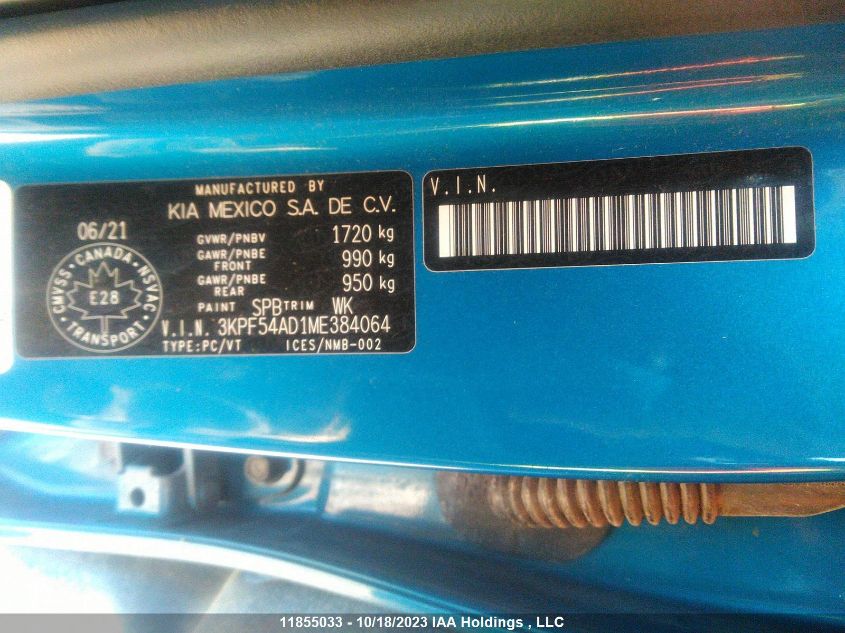 MANUFACTURED BY
KIA MEXICO S.A. DE C.V.
06/21
GVWR/PNBV 1720 kg
GAWR/PNBE FRONT 990 kg
GAWR/PNBE REAR 950 kg
PAINT SPB TRIM WK
V.I.N. 3KPF54AD1ME384064
TYPE:PC/VT ICES/NMB-002
CMVSS · CANADA · NSVAC
E28
TRANSPORT
V.I.N.
11855033 - 10/18/2023 IAA Holdings , LLC